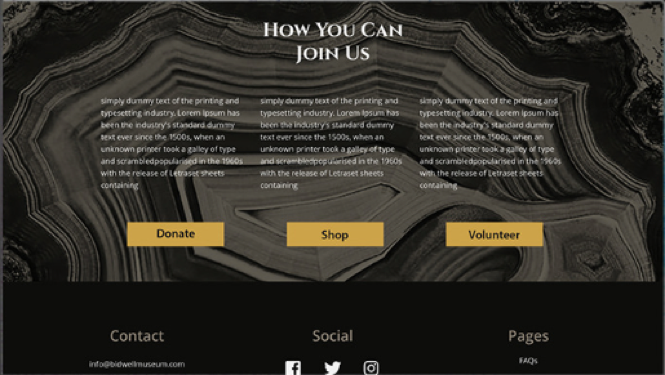 How You Can
Join Us
simply dummy text of the printing and
typesetting industry. Lorem Ipsum has
been the industry's standard dummy
text ever since the 1500s, when an
unknown printer took a galley of type
and scrambledpopularised in the 1960s
with the release of Letraset sheets
containing
simply dummy text of the printing and
typesetting industry. Lorem Ipsum has
been the industry's standard dummy
text ever since the 1500s, when an
unknown printer took a galley of type
and scrambledpopularised in the 1960s
with the release of Letraset sheets
containing
simply dummy text of the printing and
typesetting industry. Lorem Ipsum has
been the industry's standard dummy
text ever since the 1500s, when an
unknown printer took a galley of type
and scrambledpopularised in the 1960s
with the release of Letraset sheets
containing
Donate
Shop
Volunteer
Contact
Social
Pages
info@bidwellmuseum.com
FAQs